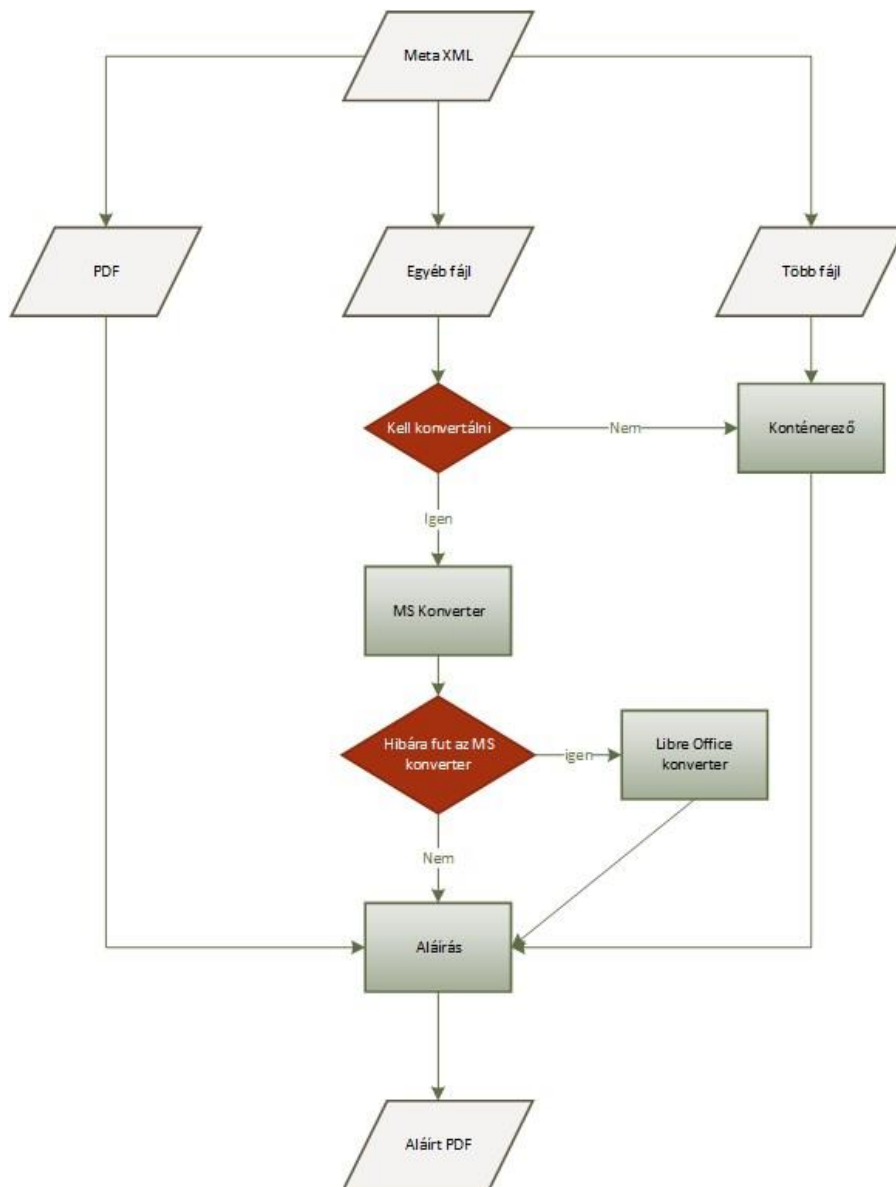 Meta XML
PDF
Egyéb fájl
Több fájl
Kell konvertálni
Nem
Konténerező
Igen
MS Konverter
Hibára fut az MS
konverter
igen
Libre Office
konverter
Nem
Aláírás
Aláírt PDF